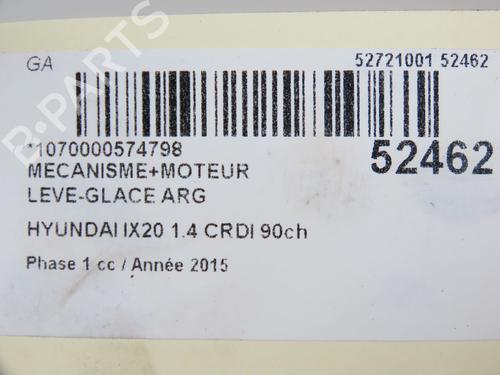 GA
52721001 52462
*1070000574798
52462
MECANISME+MOTEUR
LEVE-GLACE ARG
HYUNDAI IX20 1.4 CRDI 90ch
Phase 1 cc / Année 2015
B-PARTS